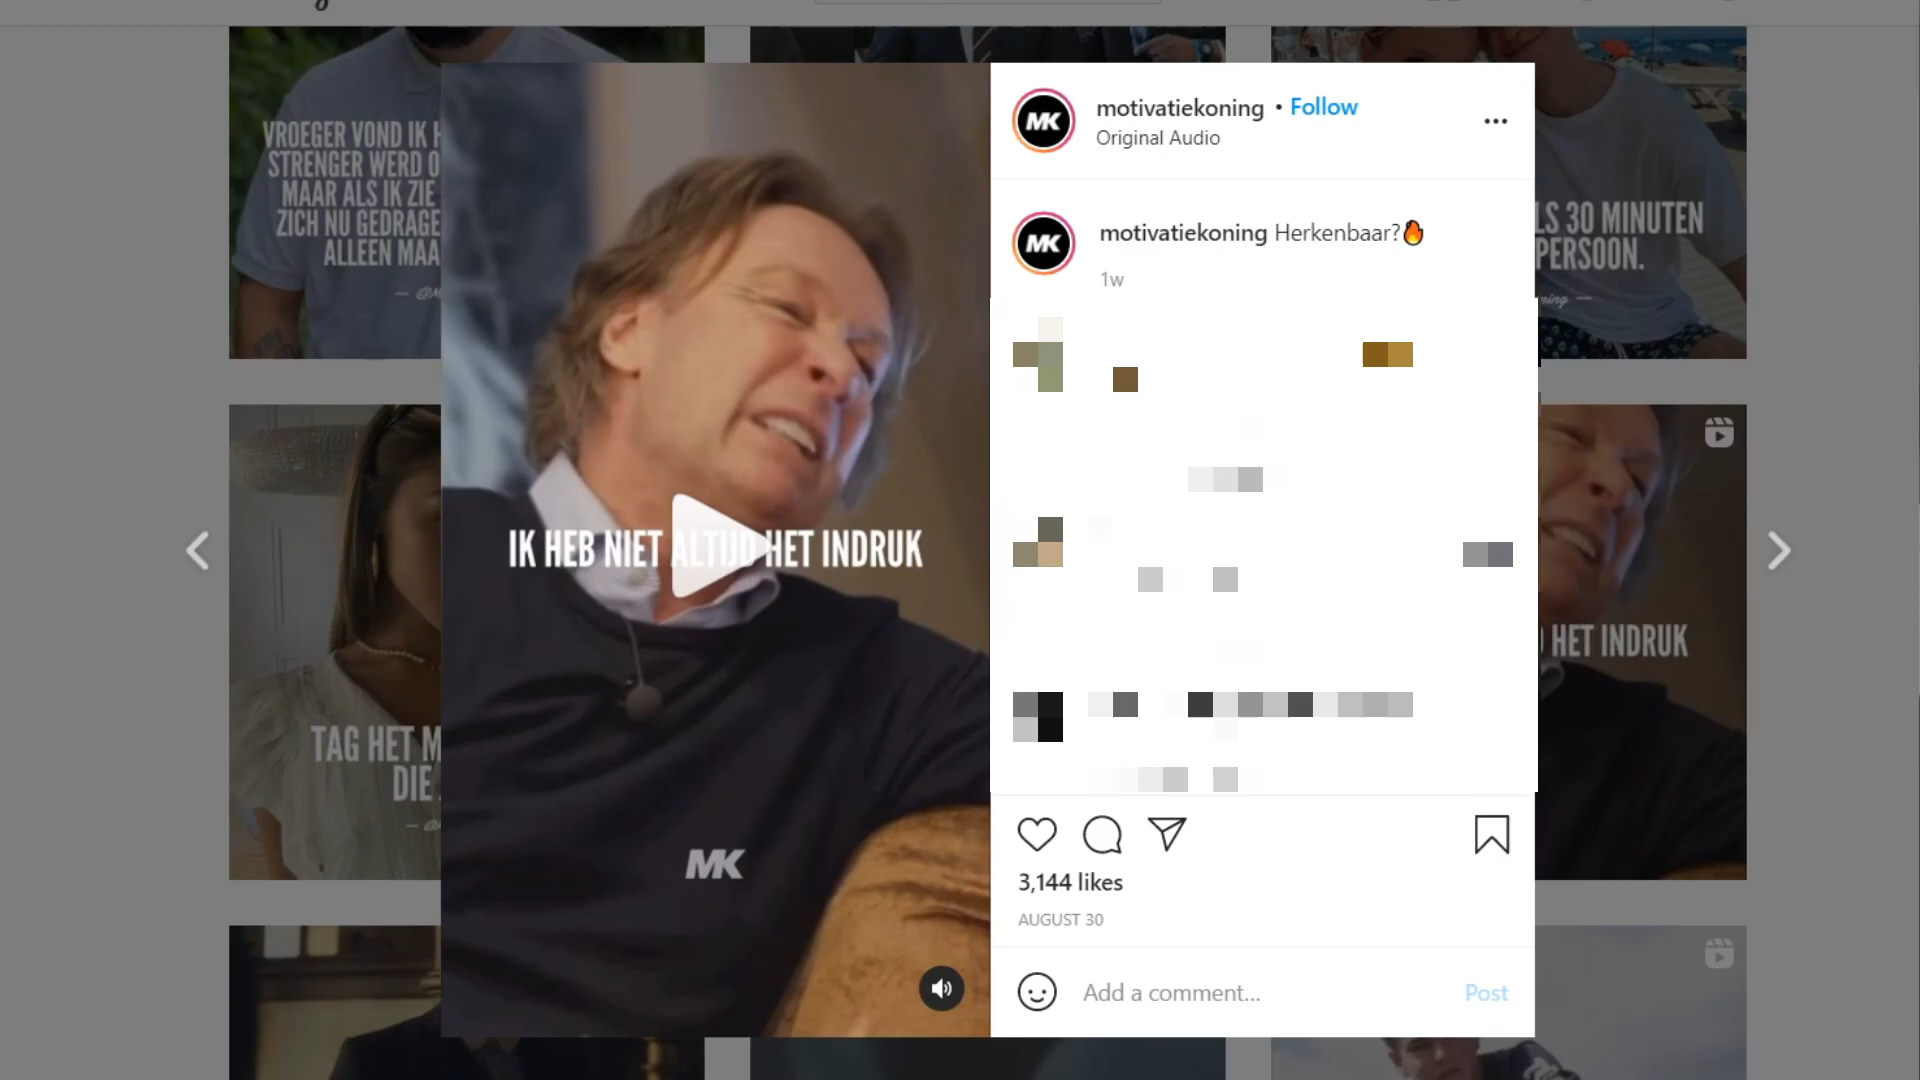 VROEGER VOND IK H
STRENGER WERD O
MAAR ALS IK ZIE
ZICH NU GEDRAGE
ALLEEN MAA
LS 30 MINUTEN
PERSOON.
MK
motivatiekoning • Follow
Original Audio
MK
motivatiekoning Herkenbaar?🔥
1w
IK HEB NIET ALTIJD HET INDRUK
MK
TAG HET M
DIE
HET INDRUK
3,144 likes
AUGUST 30
Add a comment...
Post